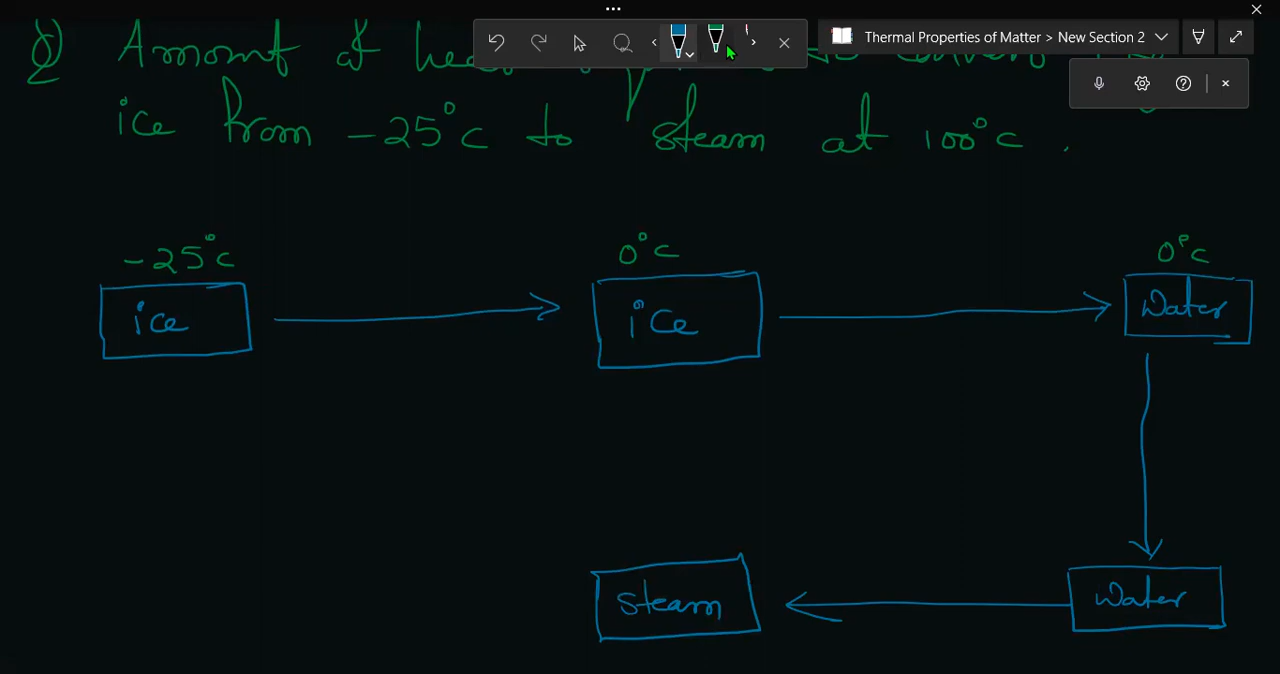 Thermal Properties of Matter > New Section 2
Q) Amount of
ice from -25°C to steam at 100°C.
-25°C 0°C 0°C
ice ice Water
steam Water